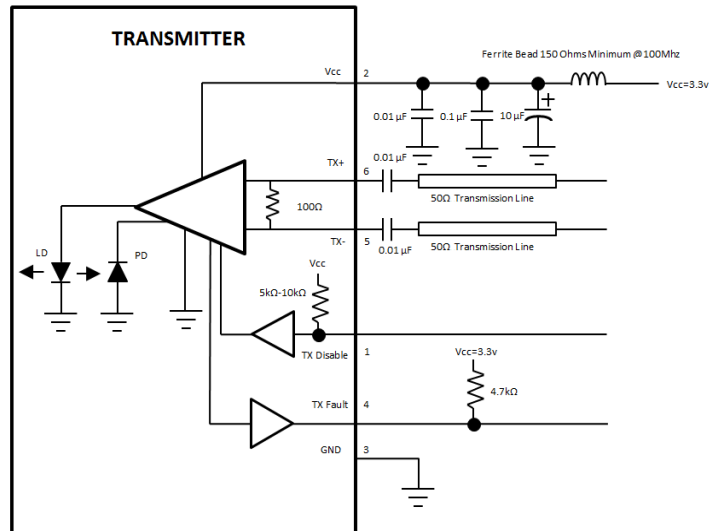 TRANSMITTER
Ferrite Bead 150 Ohms Minimum @100Mhz
Vcc
2
Vcc=3.3v
0.01 µF
0.1 µF
10 µF
+
TX+
6
0.01 µF
50Ω Transmission Line
100Ω
TX-
5
0.01 µF
50Ω Transmission Line
LD
PD
Vcc
5kΩ-10kΩ
TX Disable
1
Vcc=3.3v
4.7kΩ
TX Fault
4
GND
3